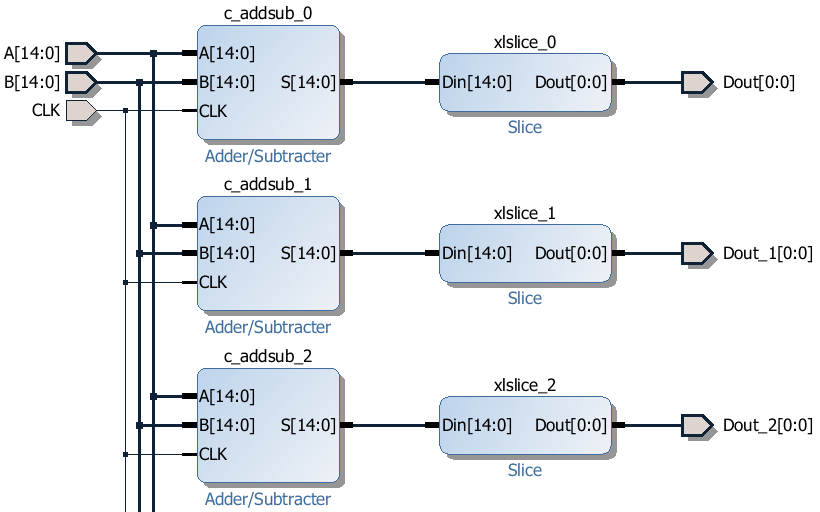 c_addsub_0
xlslice_0
A[14:0]
A[14:0]
B[14:0]
B[14:0] S[14:0]
Din[14:0] Dout[0:0]
Dout[0:0]
CLK
CLK
Slice
Adder/Subtracter
c_addsub_1
xlslice_1
A[14:0]
B[14:0] S[14:0]
Din[14:0] Dout[0:0]
Dout_1[0:0]
CLK
Slice
Adder/Subtracter
c_addsub_2
xlslice_2
A[14:0]
B[14:0] S[14:0]
Din[14:0] Dout[0:0]
Dout_2[0:0]
CLK
Slice
Adder/Subtracter